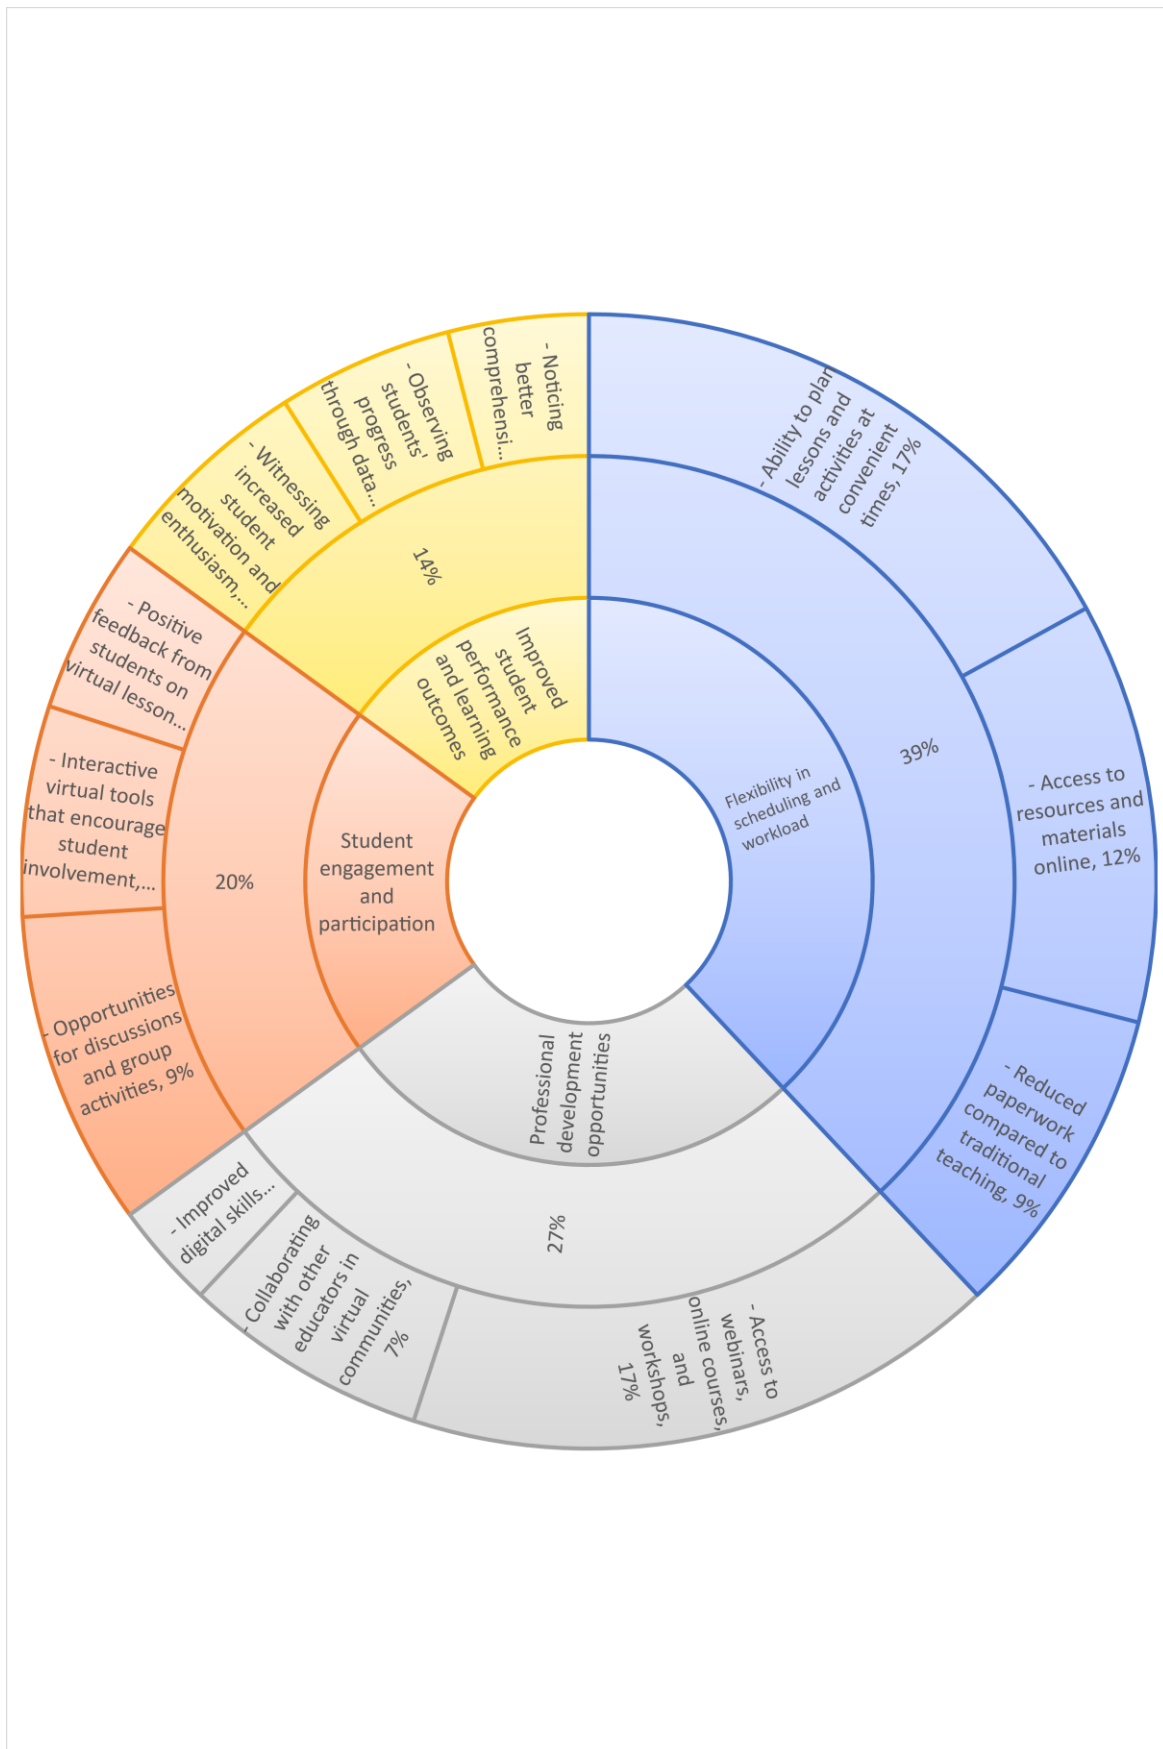 Flexibility in
scheduling and
workload
39%
- Ability to plan
lessons and
activities at
convenient
times, 17%
- Access to
resources and
materials
online, 12%
- Reduced
paperwork
compared to
traditional
teaching, 9%
Professional
development
opportunities
27%
- Access to
webinars,
online courses,
and
workshops,
17%
- Collaborating
with other
educators in
virtual
communities,
7%
- Improved
digital skills...
Student
engagement
and
participation
20%
- Opportunities
for discussions
and group
activities, 9%
- Interactive
virtual tools
that encourage
student
involvement,...
- Positive
feedback from
students on
virtual lesson...
Improved
student
performance
and learning
outcomes
14%
- Witnessing
increased
student
motivation and
enthusiasm,...
- Observing
students'
progress
through data...
- Noticing
better
comprehensi...